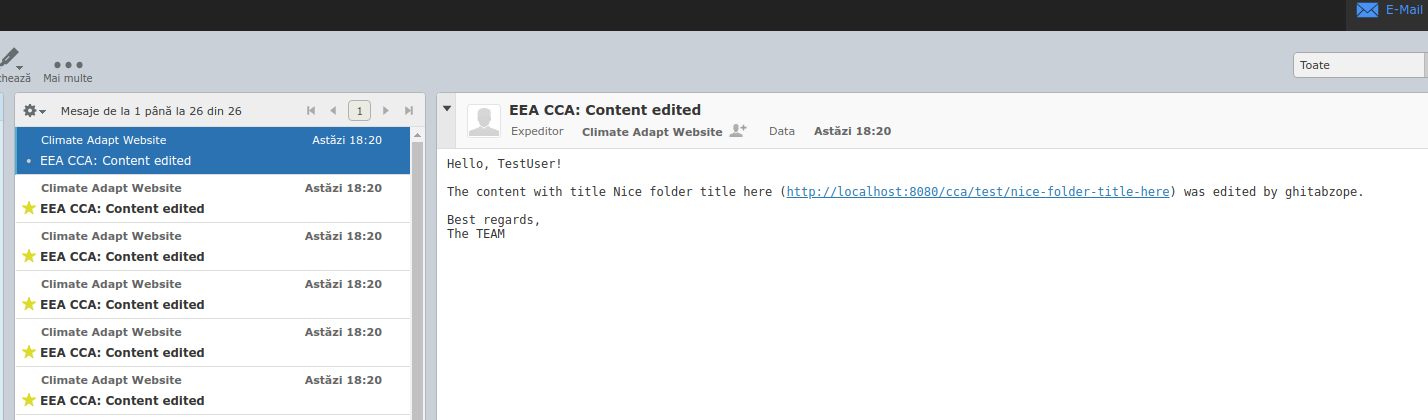 E-Mail
chează
Mai multe
Toate
Mesaje de la 1 până la 26 din 26
1
Climate Adapt Website Astăzi 18:20
EEA CCA: Content edited
Climate Adapt Website Astăzi 18:20
EEA CCA: Content edited
Climate Adapt Website Astăzi 18:20
EEA CCA: Content edited
Climate Adapt Website Astăzi 18:20
EEA CCA: Content edited
Climate Adapt Website Astăzi 18:20
EEA CCA: Content edited
Climate Adapt Website Astăzi 18:20
EEA CCA: Content edited
EEA CCA: Content edited
Expeditor Climate Adapt Website Data Astăzi 18:20
Hello, TestUser!
The content with title Nice folder title here (http://localhost:8080/cca/test/nice-folder-title-here) was edited by ghitabzope.
Best regards,
The TEAM